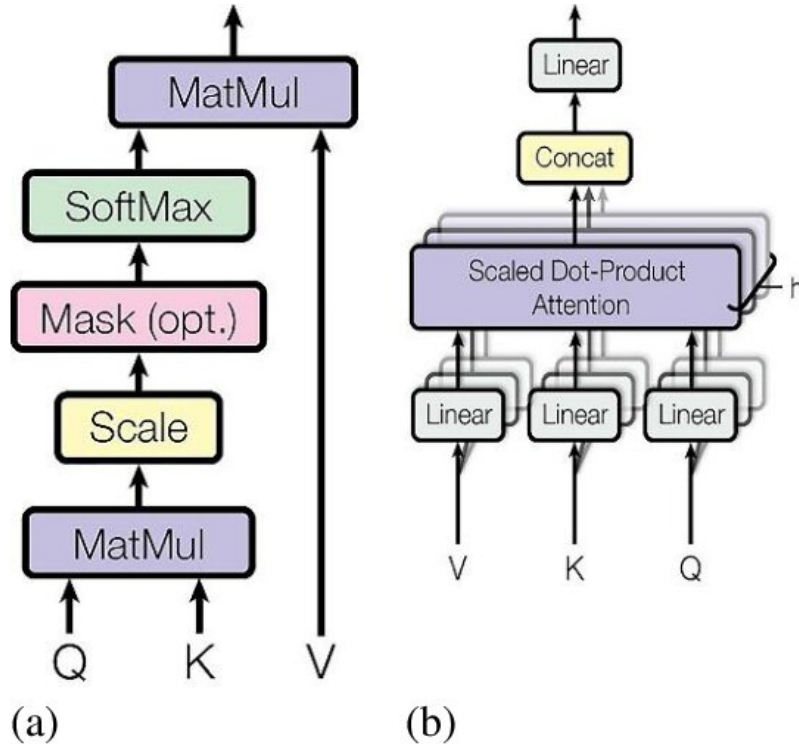 MatMul
SoftMax
Mask (opt.)
Scale
MatMul
Q K V
(a)
Linear
Concat
Scaled Dot-Product
Attention
h
Linear Linear Linear
V K Q
(b)